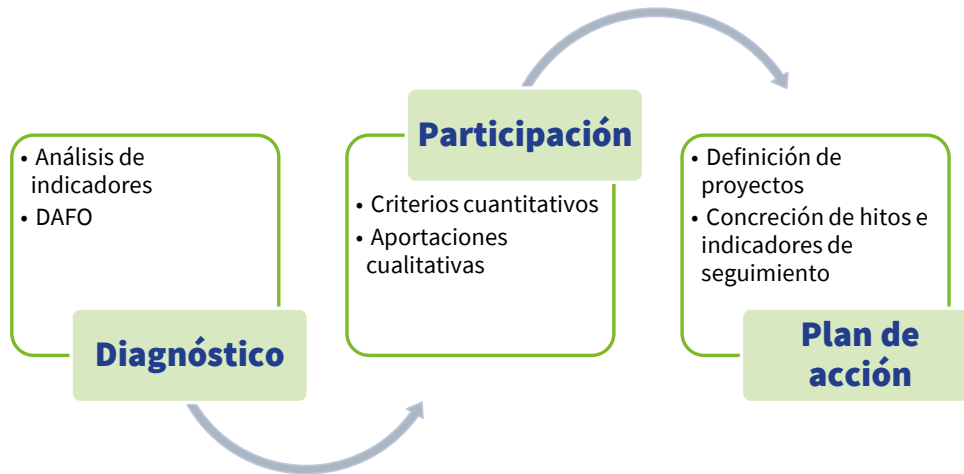 • Análisis de
indicadores
• DAFO
Diagnóstico
Participación
• Criterios cuantitativos
• Aportaciones
cualitativas
• Definición de
proyectos
• Concreción de hitos e
indicadores de
seguimiento
Plan de
acción